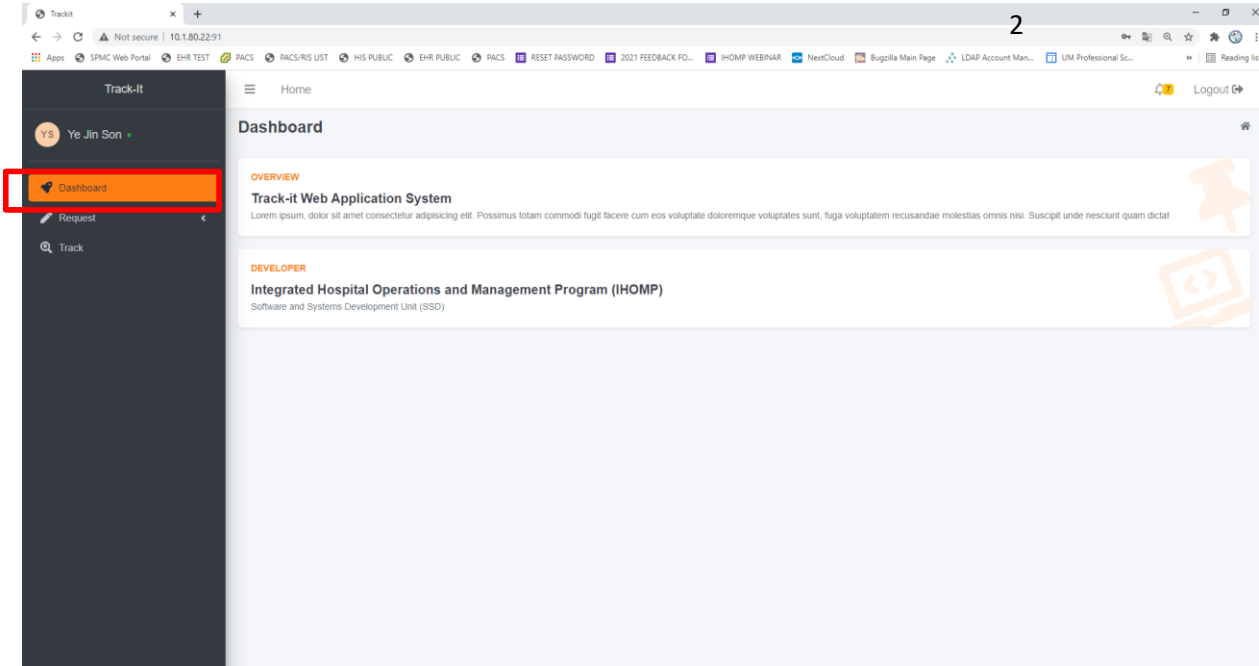 Trackit
2
Not secure | 10.1.80.22:91
Apps SPMC Web Portal EHR TEST PACS PACS/RIS LIST HIS PUBLIC EHR PUBLIC PACS RESET PASSWORD 2021 FEEDBACK FO... IHOMP WEBINAR NextCloud Bugzilla Main Page LDAP Account Man... UM Professional Sc... » Reading lis
Track-It
Home
7
Logout
YS Ye Jin Son
Dashboard
Dashboard
Request
Track
OVERVIEW
Track-it Web Application System
Lorem ipsum, dolor sit amet consectetur adipisicing elit. Possimus totam commodi fugit facere cum eos voluptate doloremque voluptates sunt, fuga voluptatem recusandae molestias omnis nisi. Suscipit unde nesciunt quam dicta!
DEVELOPER
Integrated Hospital Operations and Management Program (IHOMP)
Software and Systems Development Unit (SSD)